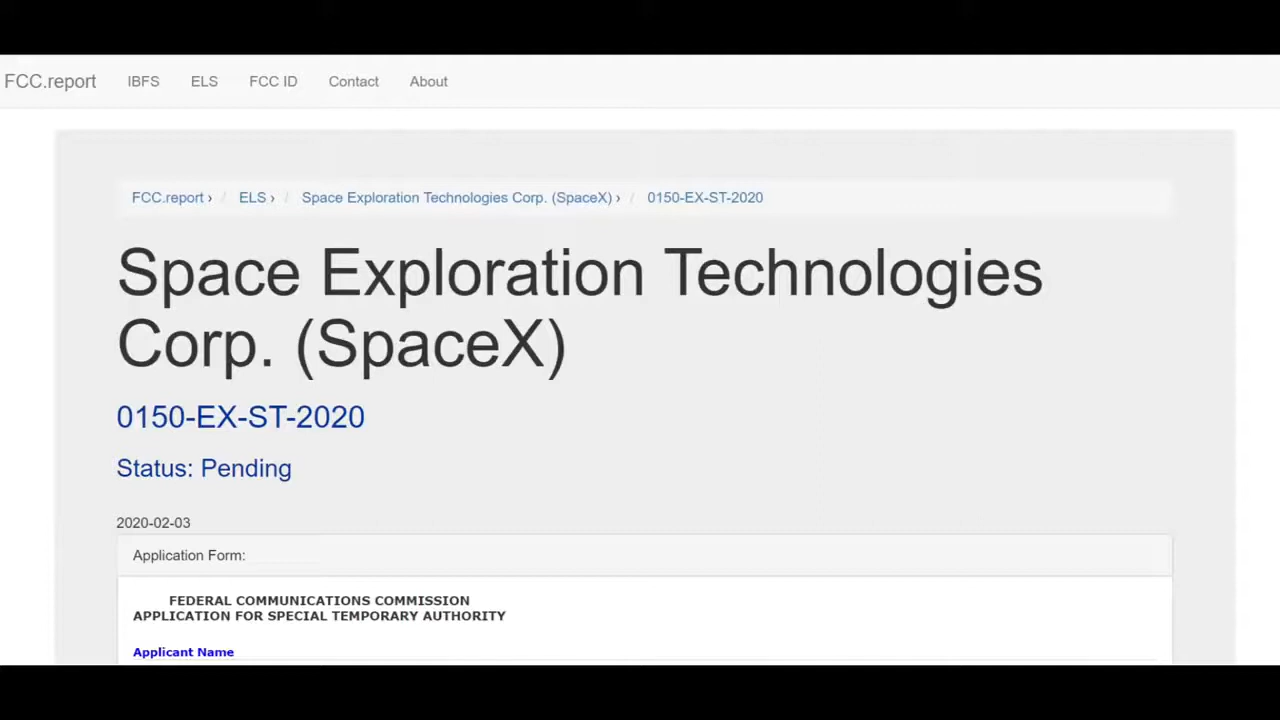 FCC.report IBFS ELS FCC ID Contact About
FCC.report › / ELS › / Space Exploration Technologies Corp. (SpaceX) › / 0150-EX-ST-2020
Space Exploration Technologies
Corp. (SpaceX)
0150-EX-ST-2020
Status: Pending
2020-02-03
Application Form:
FEDERAL COMMUNICATIONS COMMISSION
APPLICATION FOR SPECIAL TEMPORARY AUTHORITY
Applicant Name